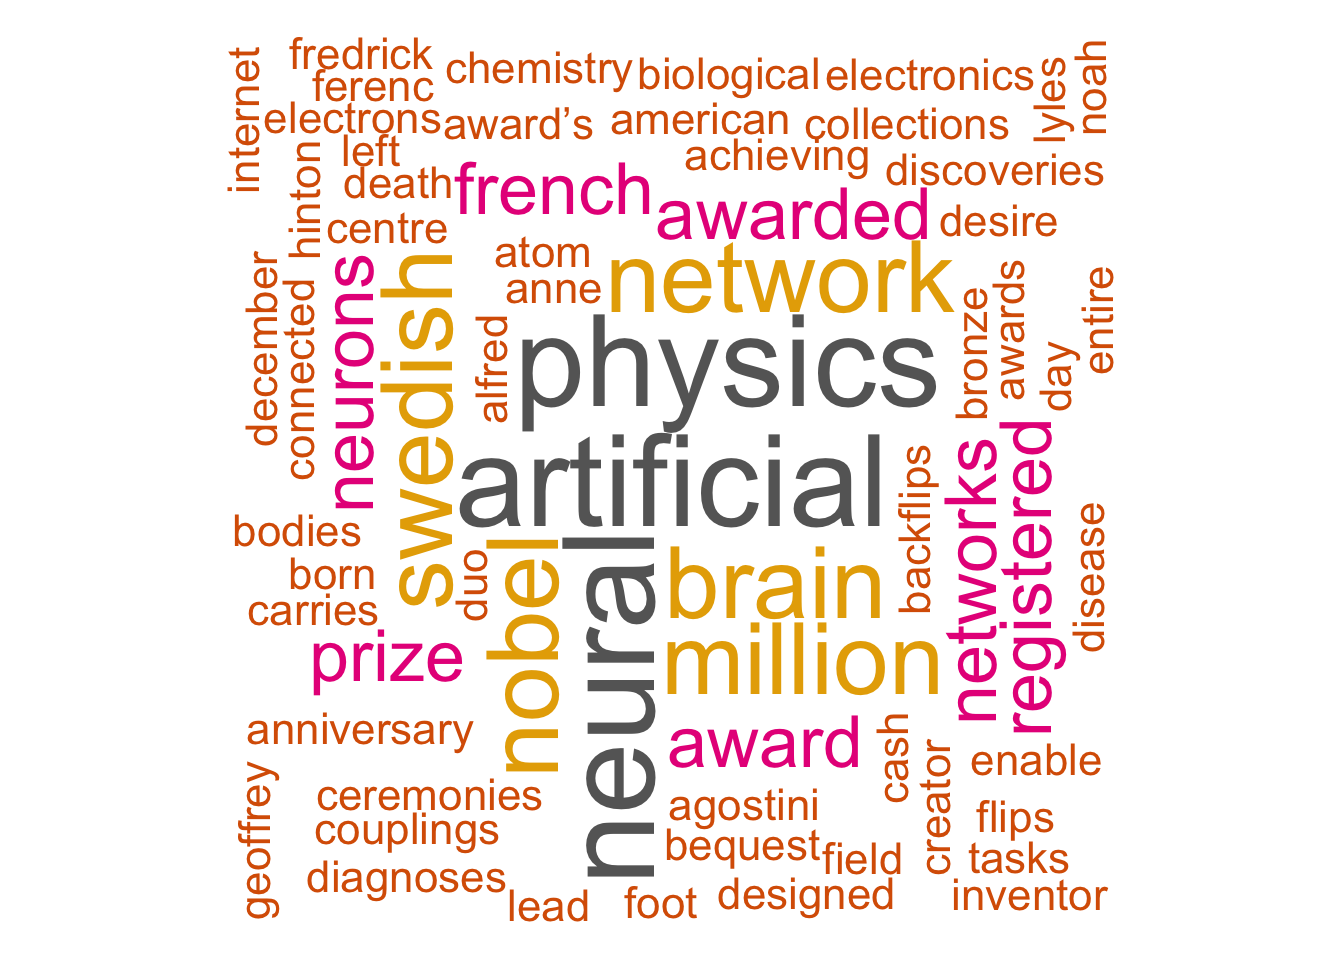 internet
fredrick
ferenc
chemistry
biological
electronics
lyles
noah
electrons
award’s
american
collections
left
achieving
discoveries
hinton
death
french
awarded
desire
centre
atom
anne
network
december
connected
neurons
swedish
alfred
physics
bronze
awards
day
entire
artificial
backflips
networks
registered
disease
bodies
born
carries
duo
nobel
neural
brain
million
prize
award
anniversary
cash
creator
enable
geoffrey
ceremonies
couplings
diagnoses
agostini
bequest
field
flips
tasks
lead
foot
designed
inventor